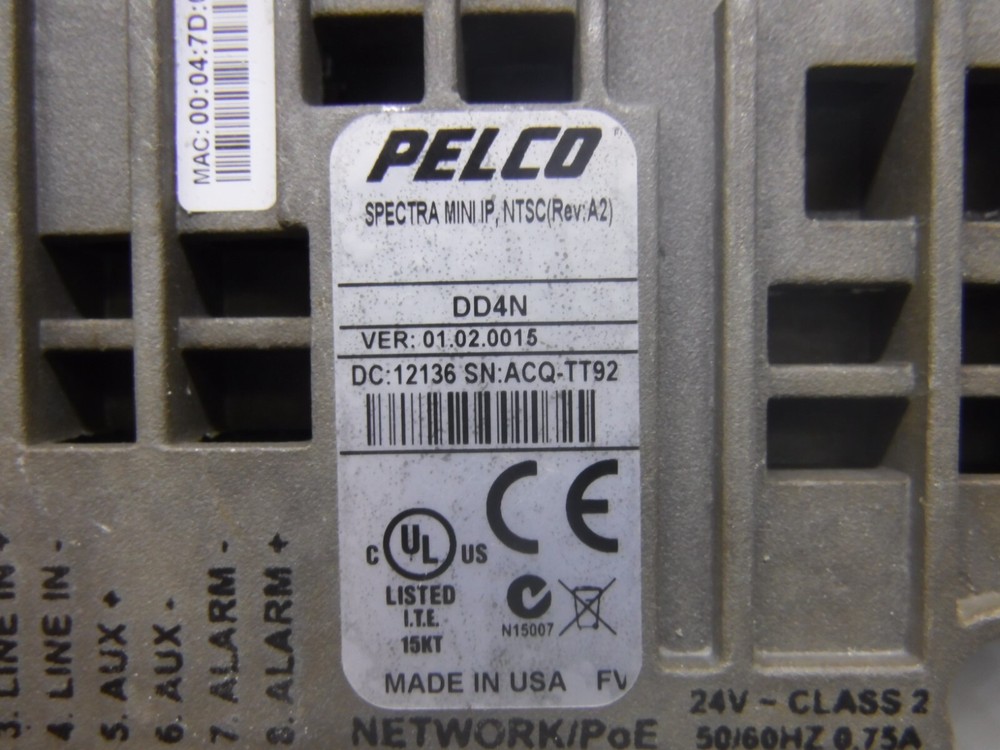 MAC: 00:04:7D:
PELCO
SPECTRA MINI IP, NTSC(Rev:A2)
DD4N
VER: 01.02.0015
DC:12136 SN:ACQ-TT92
CE
C UL US
LISTED
I.T.E.
15KT
N15007
MADE IN USA FV
3. LINE IN +
4. LINE IN -
5. AUX +
6. AUX -
7. ALARM -
8. ALARM +
NETWORK/PoE
24V ~ CLASS 2
50/60HZ 0.75A